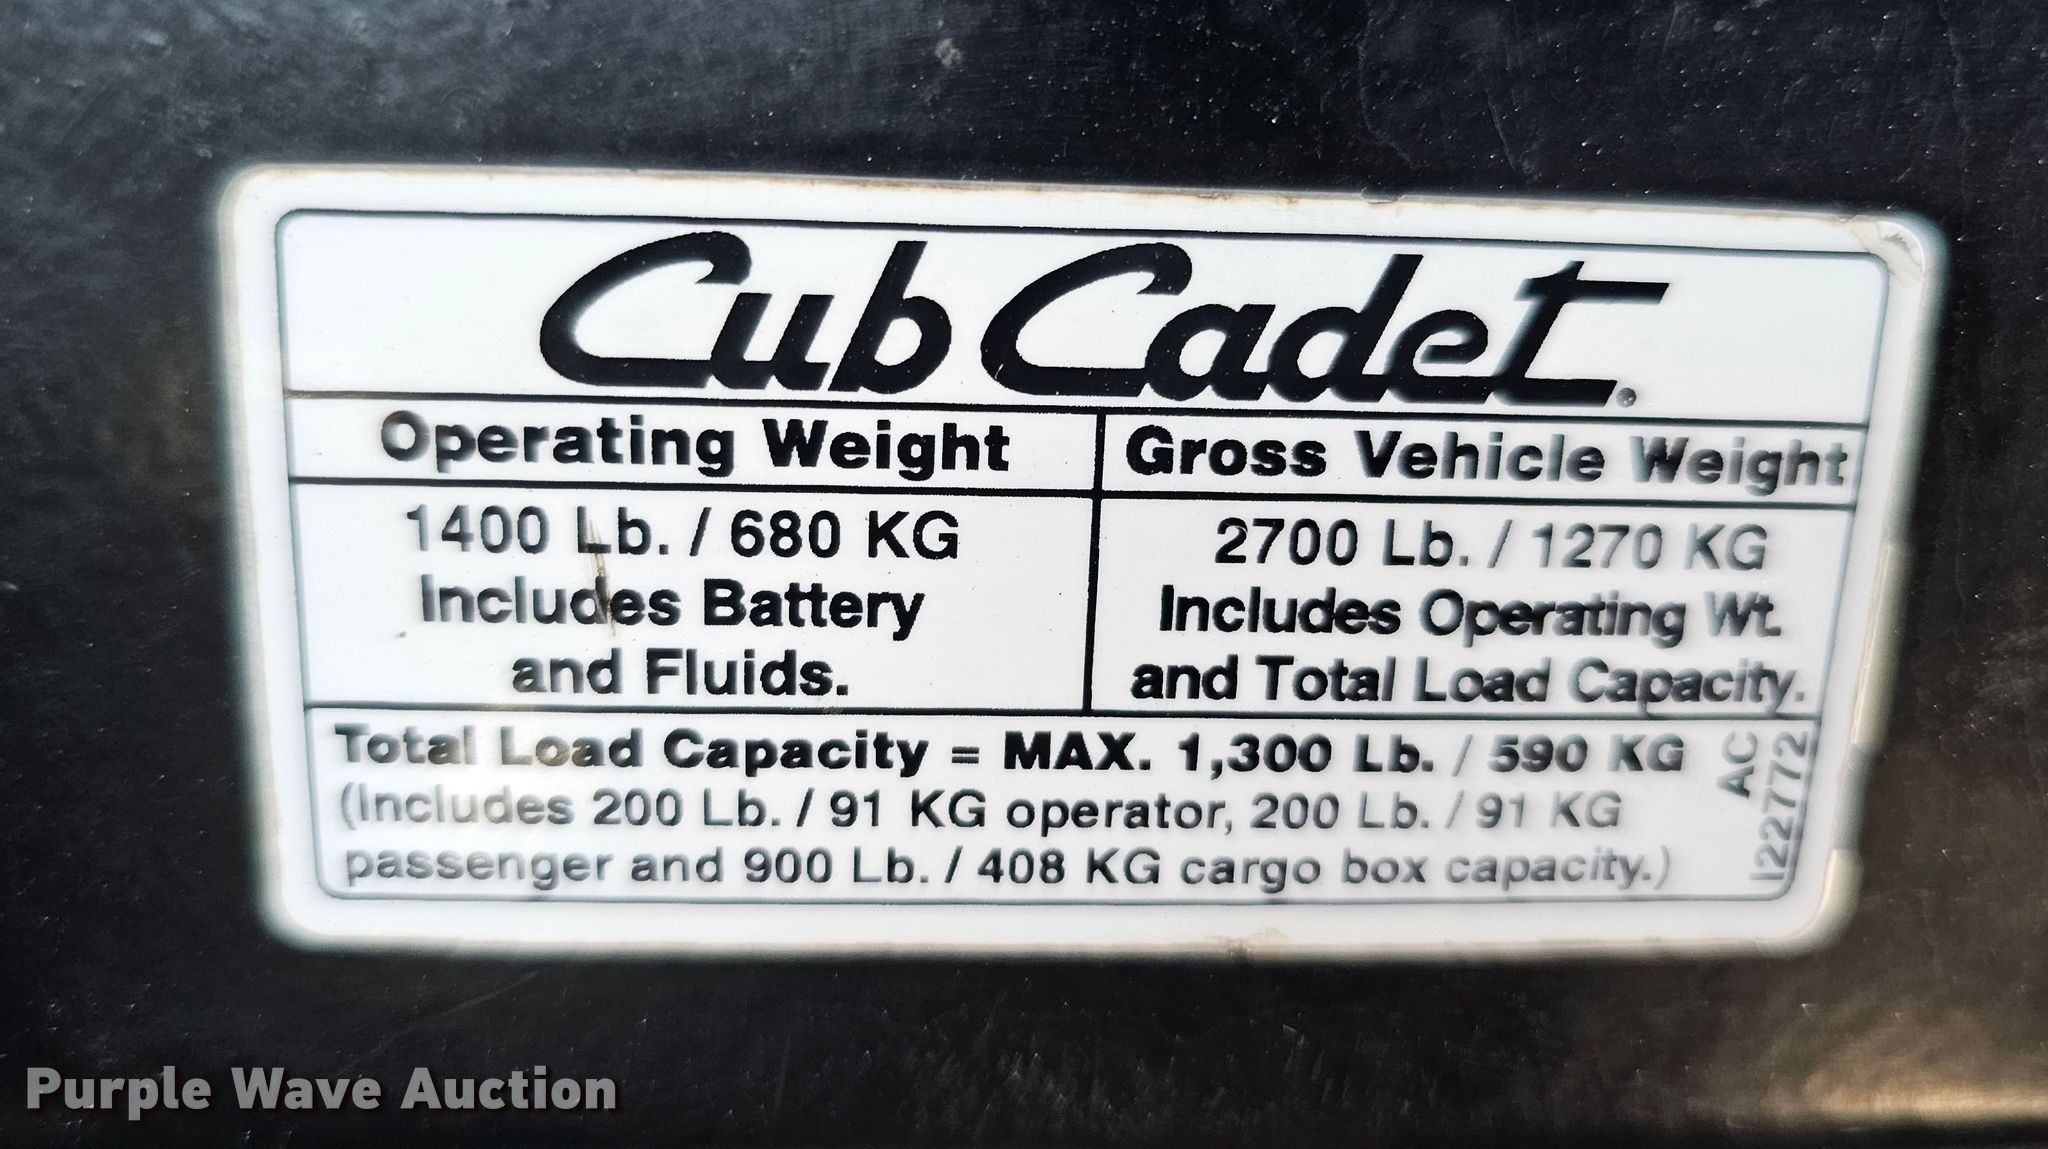 Cub Cadet.
Operating Weight
1400 Lb. / 680 KG
Includes Battery
and Fluids.
Gross Vehicle Weight
2700 Lb. / 1270 KG
Includes Operating Wt.
and Total Load Capacity.
Total Load Capacity = MAX. 1,300 Lb. / 590 KG
(Includes 200 Lb. / 91 KG operator, 200 Lb. / 91 KG
passenger and 900 Lb. / 408 KG cargo box capacity.)
AC
122772
Purple Wave Auction